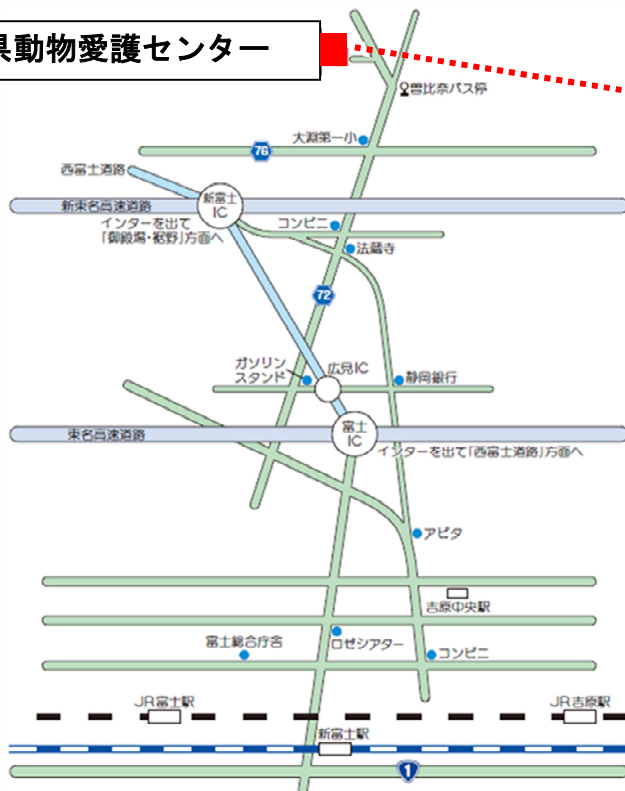 県動物愛護センター
曽比奈バス停
大淵第一小
76
西富士道路
新東名高速道路
新富士
IC
インターを出て
「御殿場・裾野」方面へ
コンビニ
法蔵寺
72
ガソリン
スタンド
広見IC
静岡銀行
東名高速道路
富士
IC
インターを出て「西富士道路」方面へ
アピタ
吉原中央駅
富士総合庁舎
ロゼシアター
コンビニ
JR富士駅
JR吉原駅
新富士駅
1